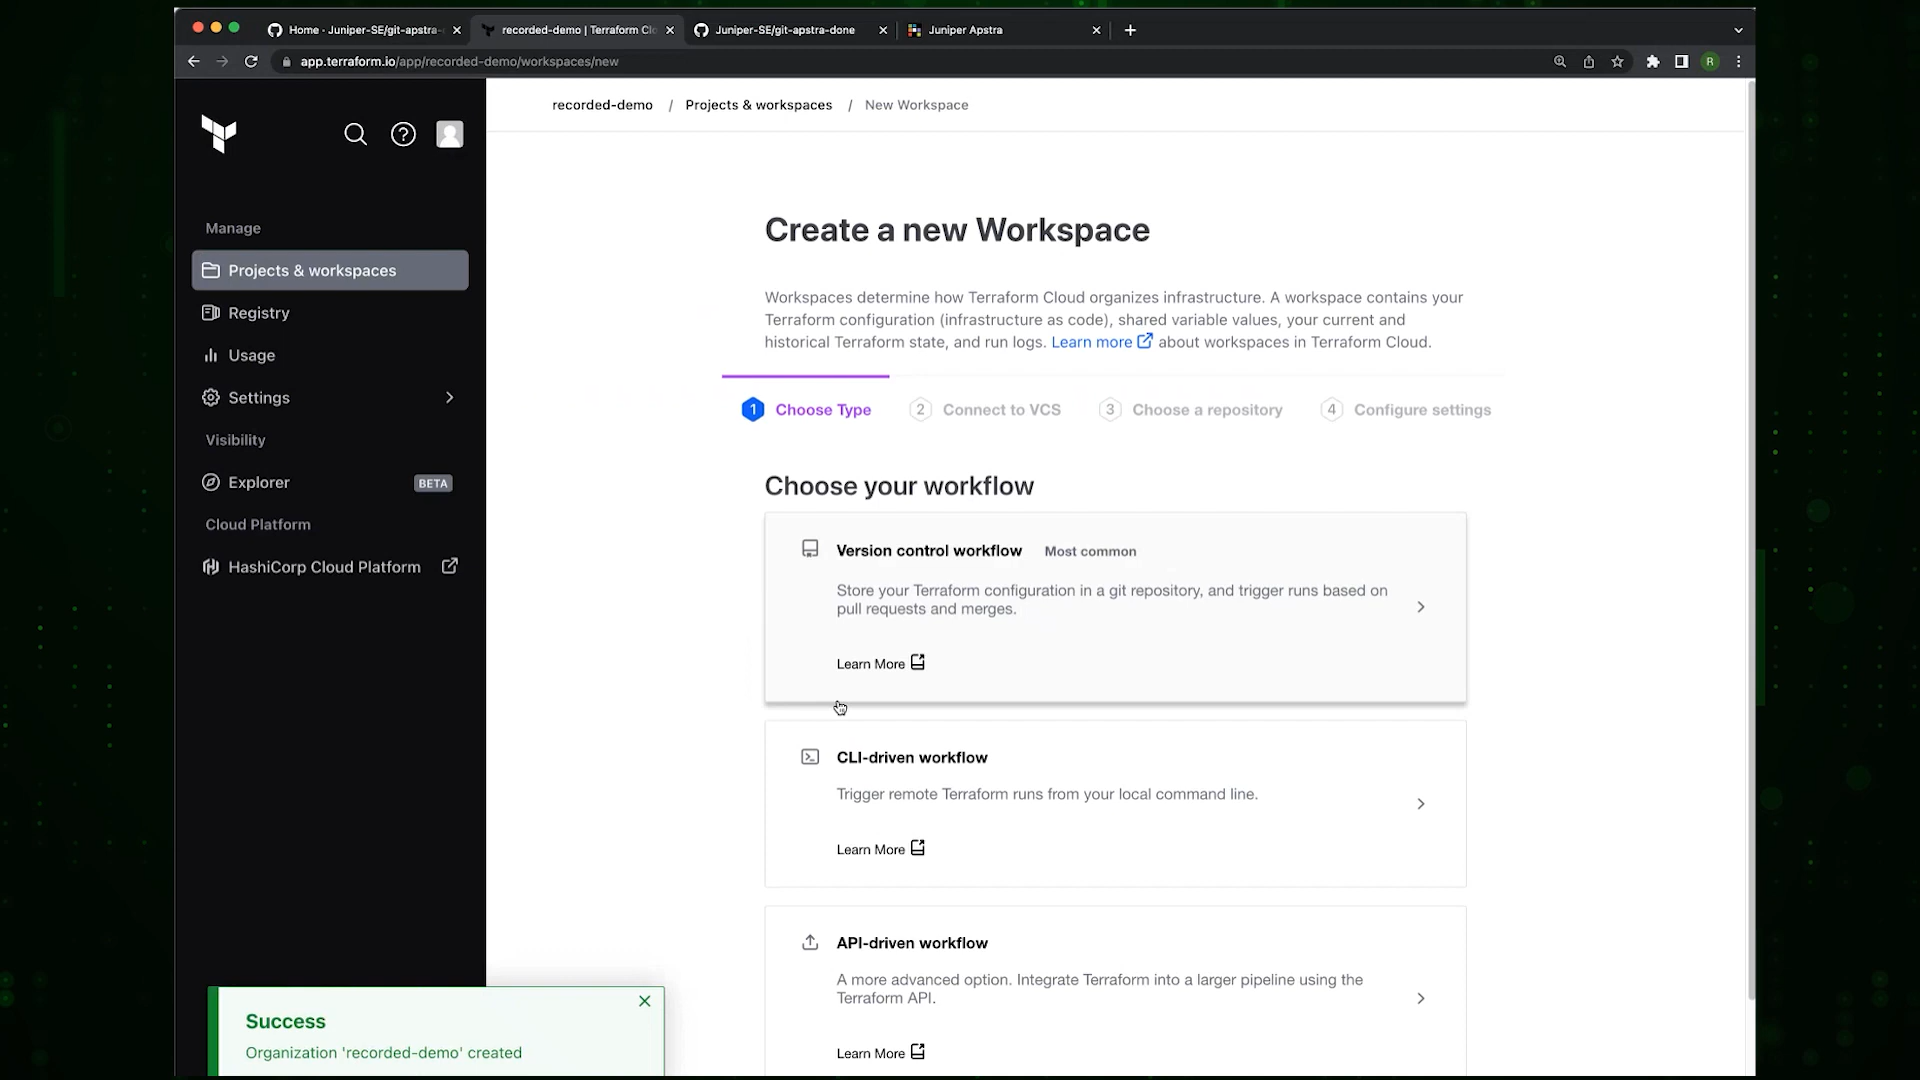 Home - Juniper-SE/git-apstra-
recorded-demo | Terraform Clo
Juniper-SE/git-apstra-done
Juniper Apstra
app.terraform.io/app/recorded-demo/workspaces/new
R
recorded-demo / Projects & workspaces / New Workspace
Manage
Projects & workspaces
Registry
Usage
Settings
Visibility
Explorer BETA
Cloud Platform
HashiCorp Cloud Platform
Create a new Workspace
Workspaces determine how Terraform Cloud organizes infrastructure. A workspace contains your
Terraform configuration (infrastructure as code), shared variable values, your current and
historical Terraform state, and run logs. Learn more about workspaces in Terraform Cloud.
1 Choose Type 2 Connect to VCS 3 Choose a repository 4 Configure settings
Choose your workflow
Version control workflow Most common
Store your Terraform configuration in a git repository, and trigger runs based on
pull requests and merges.
Learn More
CLI-driven workflow
Trigger remote Terraform runs from your local command line.
Learn More
API-driven workflow
A more advanced option. Integrate Terraform into a larger pipeline using the
Terraform API.
Learn More
Success
Organization 'recorded-demo' created